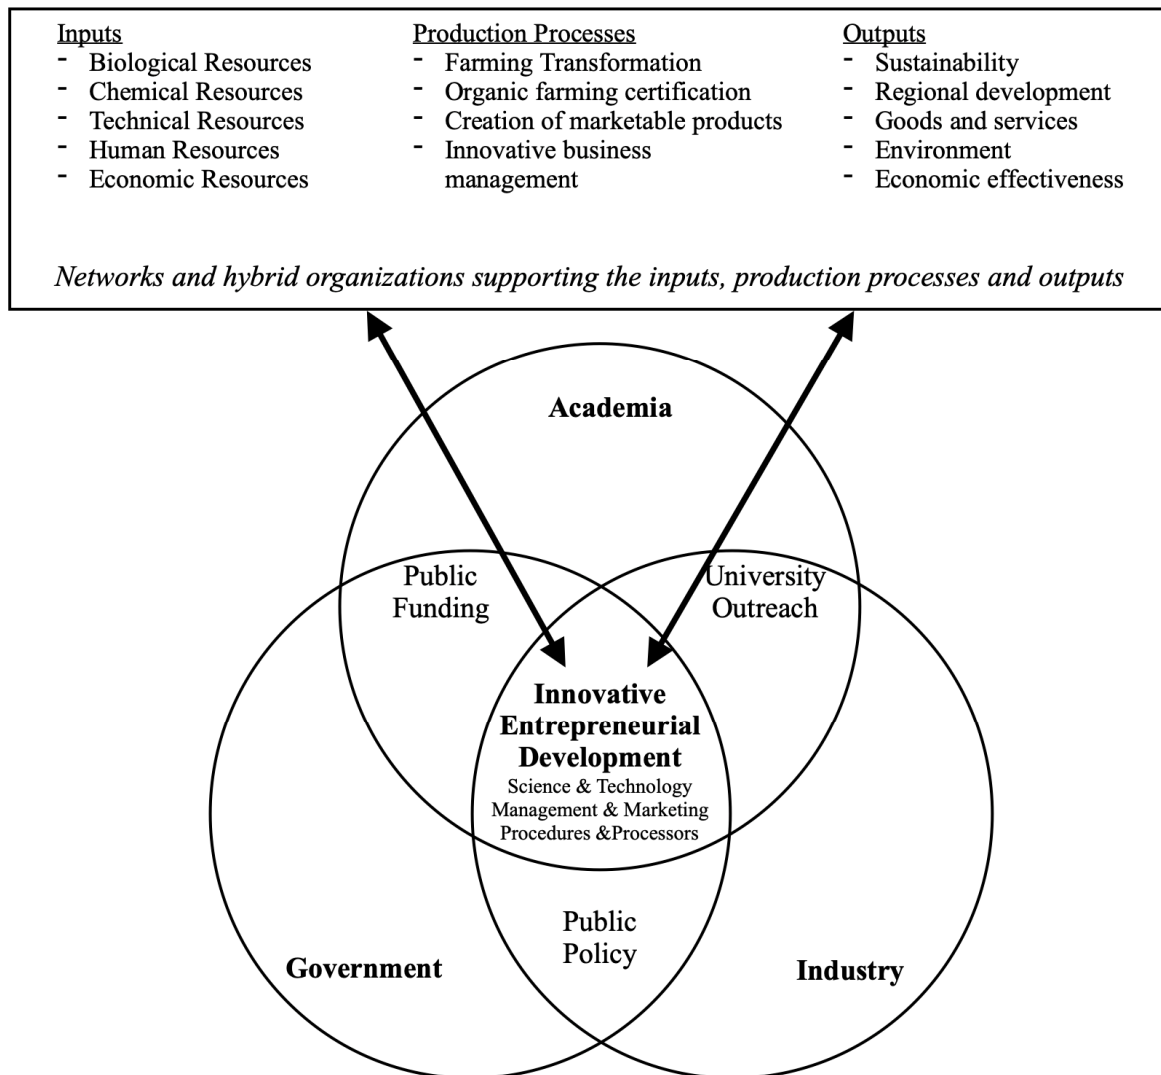 Inputs
- Biological Resources
- Chemical Resources
- Technical Resources
- Human Resources
- Economic Resources
Production Processes
- Farming Transformation
- Organic farming certification
- Creation of marketable products
- Innovative business
management
Outputs
- Sustainability
- Regional development
- Goods and services
- Environment
- Economic effectiveness
Networks and hybrid organizations supporting the inputs, production processes and outputs
Academia
Public
Funding
University
Outreach
Innovative
Entrepreneurial
Development
Science & Technology
Management & Marketing
Procedures &Processors
Public
Policy
Government
Industry